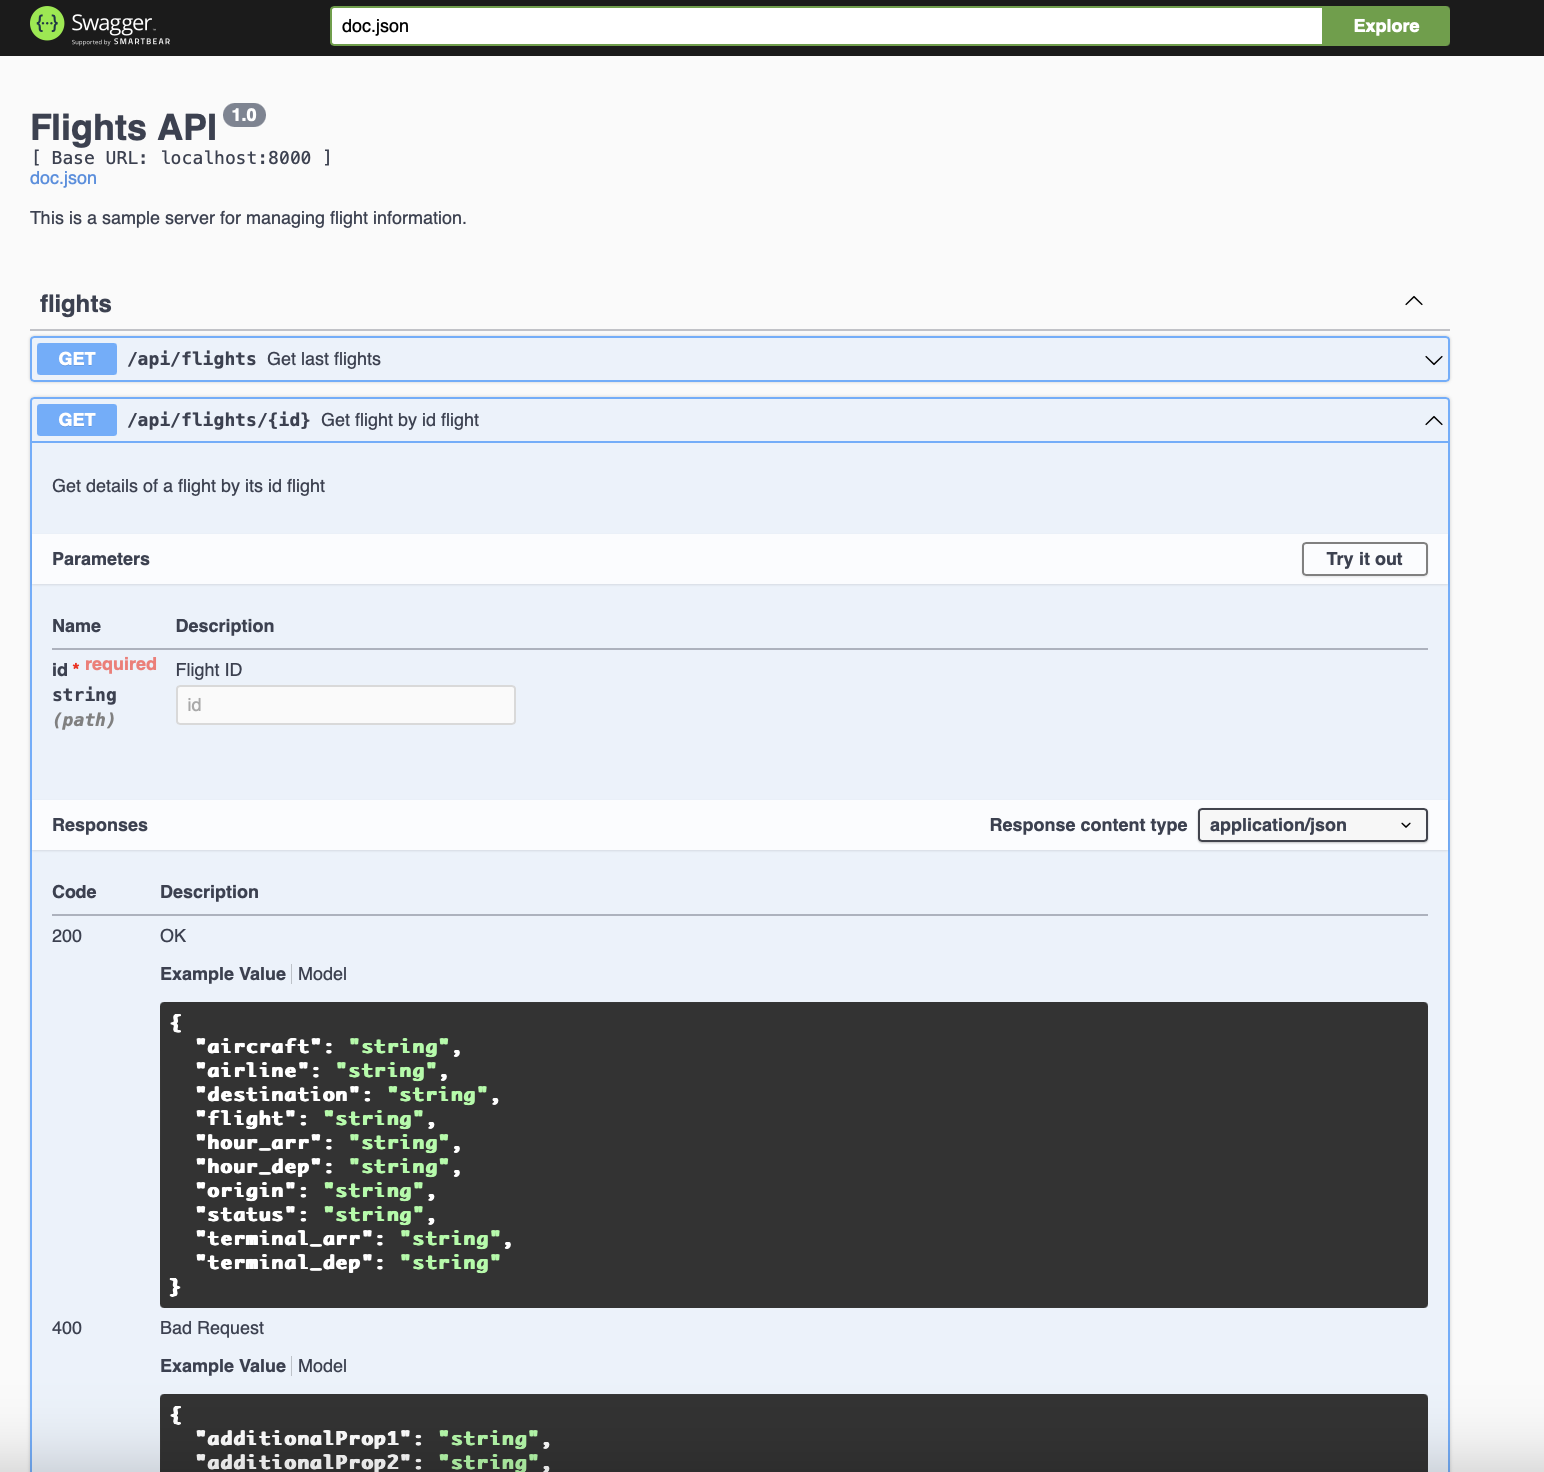 Swagger
Supported by SMARTBEAR
doc.json
Explore
Flights API 1.0
[ Base URL: localhost:8000 ]
doc.json
This is a sample server for managing flight information.
flights
GET /api/flights Get last flights
GET /api/flights/{id} Get flight by id flight
Get details of a flight by its id flight
Parameters
Try it out
Name Description
id * required Flight ID
string id
(path)
Responses
Response content type application/json
Code Description
200 OK
Example Value Model
{
"aircraft": "string",
"airline": "string",
"destination": "string",
"flight": "string",
"hour_arr": "string",
"hour_dep": "string",
"origin": "string",
"status": "string",
"terminal_arr": "string",
"terminal_dep": "string"
}
400 Bad Request
Example Value Model
{
"additionalProp1": "string",
"additionalProp2": "string",